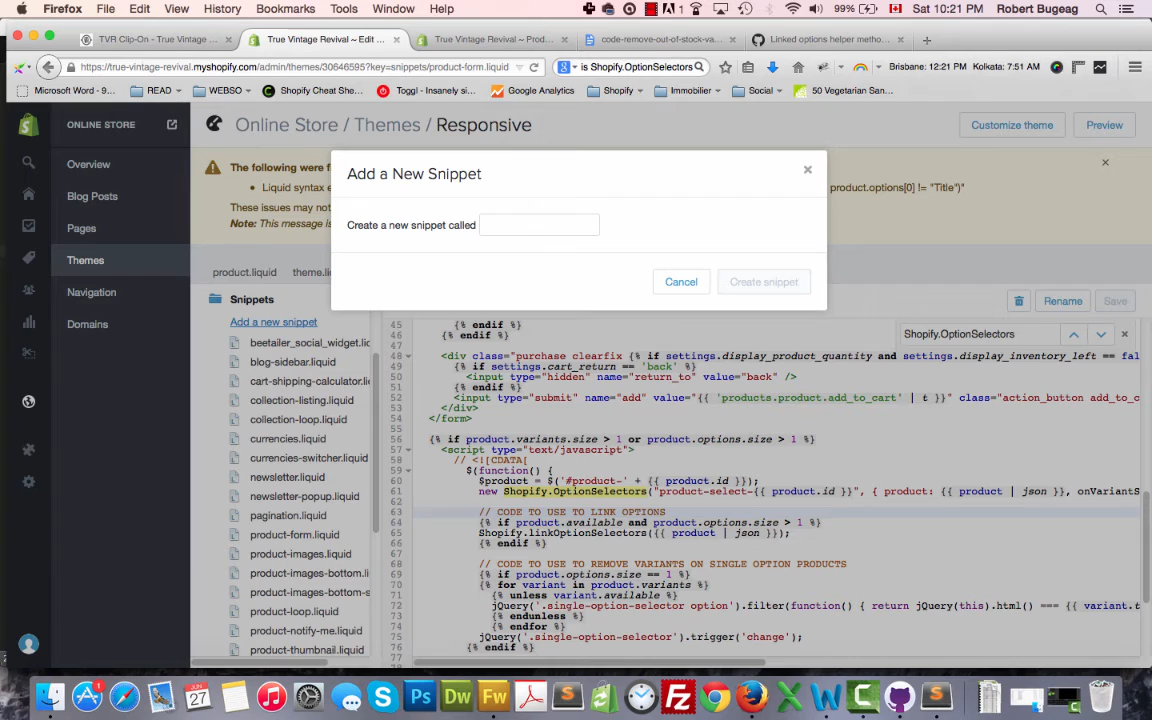 Firefox File Edit View History Bookmarks Tools Window Help 1 99% Sat 10:21 PM Robert Bugeag
TVR Clip-On - True Vintage ... True Vintage Revival ~ Edit ... True Vintage Revival ~ Prod... code-remove-out-of-stock-va... Linked options helper metho...
https://true-vintage-revival.myshopify.com/admin/themes/30646595?key=snippets/product-form.liquid is Shopify.OptionSelectors Brisbane: 12:21 PM Kolkata: 7:51 AM
Microsoft Word - 9... READ WEBSO Shopify Cheat She... Toggl - Insanely si... Google Analytics Shopify Immobilier Social 50 Vegetarian San...
ONLINE STORE
Online Store / Themes / Responsive
Customize theme Preview
Overview
Blog Posts
Pages
Themes
Navigation
Domains
The following were f
Liquid syntax e
product.options[0] != "Title")"
These issues may not
Note: This message i
Add a New Snippet ×
Create a new snippet called
Cancel Create snippet
product.liquid theme.li
Snippets
Rename Save
Add a new snippet
beetailer_social_widget.li
blog-sidebar.liquid
cart-shipping-calculator.li
collection-listing.liquid
collection-loop.liquid
currencies.liquid
currencies-switcher.liquid
newsletter.liquid
newsletter-popup.liquid
pagination.liquid
product-form.liquid
product-images.liquid
product-images-bottom.li
product-images-bottom-s
product-loop.liquid
product-notify-me.liquid
product-thumbnail.liquid
Shopify.OptionSelectors
45 {% endif %}
46 {% endif %}
47
48 <div class="purchase clearfix {% if settings.display_product_quantity and settings.display_inventory_left == fal
49 {% if settings.cart_return == 'back' %}
50 <input type="hidden" name="return_to" value="back" />
51 {% endif %}
52 <input type="submit" name="add" value="{{ 'products.product.add_to_cart' | t }}" class="action_button add_to_c
53 </div>
54 </form>
55
56 {% if product.variants.size > 1 or product.options.size > 1 %}
57 <script type="text/javascript">
58 // <![CDATA[
59 $(function() {
60 $product = $('#product-' + {{ product.id }});
61 new Shopify.OptionSelectors("product-select-{{ product.id }}", { product: {{ product | json }}, onVariantS
62
63 // CODE TO USE TO LINK OPTIONS
64 {% if product.available and product.options.size > 1 %}
65 Shopify.linkOptionSelectors({{ product | json }});
66 {% endif %}
67
68 // CODE TO USE TO REMOVE VARIANTS ON SINGLE OPTION PRODUCTS
69 {% if product.options.size == 1 %}
70 {% for variant in product.variants %}
71 {% unless variant.available %}
72 jQuery('.single-option-selector option').filter(function() { return jQuery(this).html() === {{ variant.t
73 {% endunless %}
74 {% endfor %}
75 jQuery('.single-option-selector').trigger('change');
76 {% endif %}
77
JUN 27 Ps Dw Fw